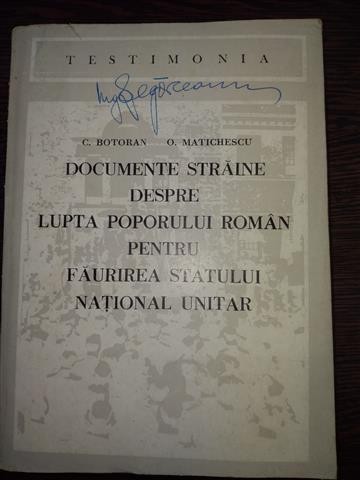 TESTIMONIA
C. BOTORAN O. MATICHESCU
DOCUMENTE STRĂINE
DESPRE
LUPTA POPORULUI ROMÂN
PENTRU
FĂURIREA STATULUI
NAȚIONAL UNITAR